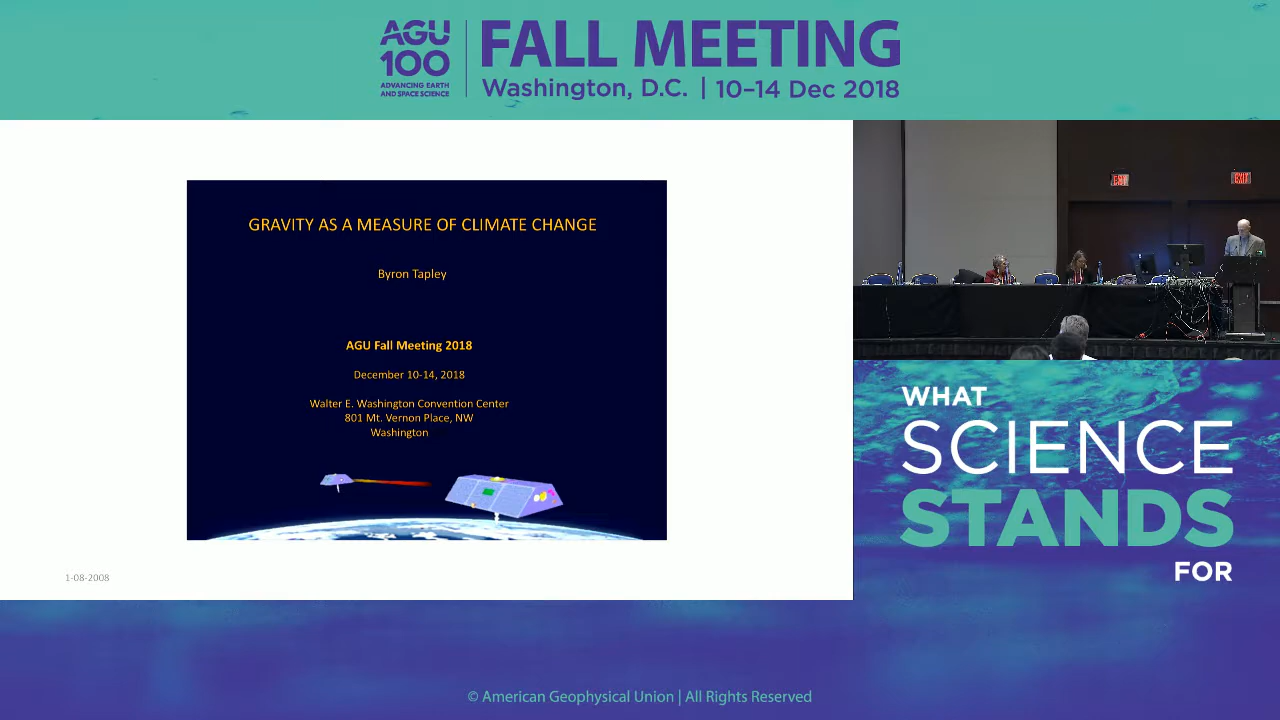 AGU
100
ADVANCING EARTH
AND SPACE SCIENCE
FALL MEETING
Washington, D.C. | 10–14 Dec 2018
GRAVITY AS A MEASURE OF CLIMATE CHANGE
Byron Tapley
AGU Fall Meeting 2018
December 10-14, 2018
Walter E. Washington Convention Center
801 Mt. Vernon Place, NW
Washington
1-08-2008
EXIT
EXIT
WHAT
SCIENCE
STANDS
FOR
© American Geophysical Union | All Rights Reserved